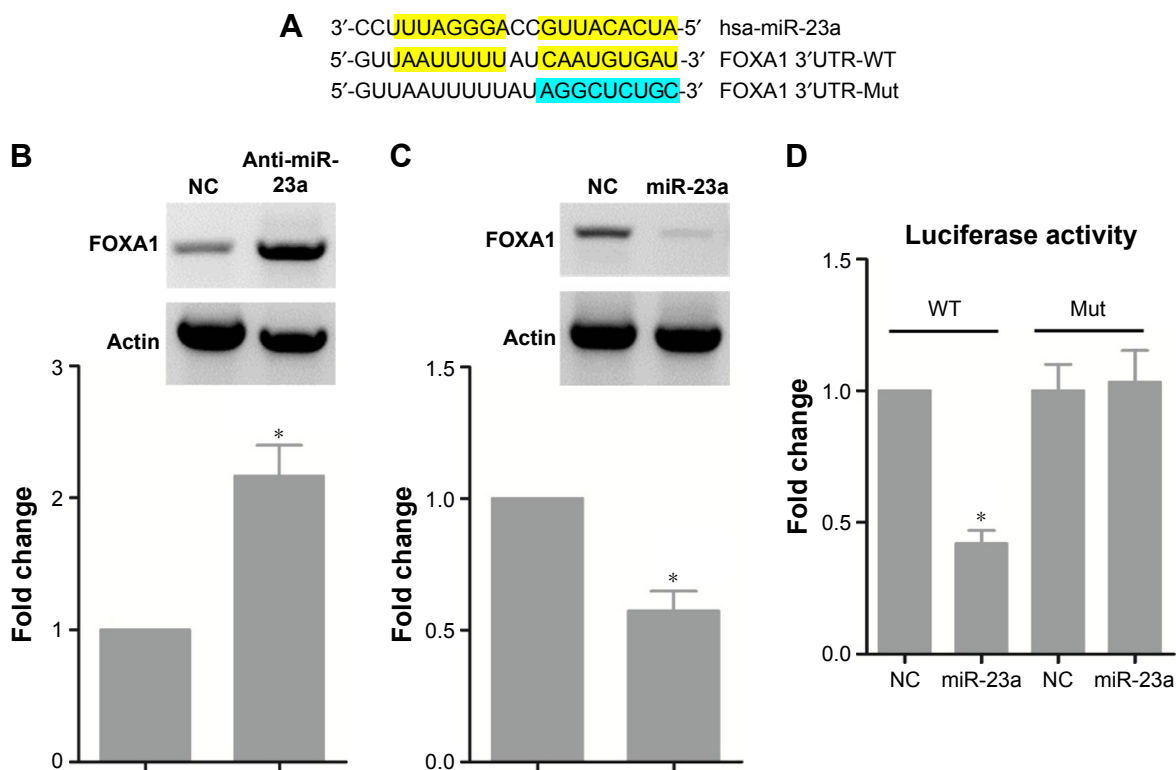 A
3′-CCUUUUAGGGACCGUUACACUA-5′ hsa-miR-23a
5′-GUUUAAUUUUUAUCAAUGUGAU-3′ FOXA1 3′UTR-WT
5′-GUUAAUUUUUAUAGGCUCUGC-3′ FOXA1 3′UTR-Mut
B
NC Anti-miR-23a
FOXA1
Actin
Fold change
3
2
1
0
*
C
NC miR-23a
FOXA1
Actin
Fold change
1.5
1.0
0.5
0.0
*
D
Luciferase activity
Fold change
1.5
1.0
0.5
0.0
WT Mut
*
NC miR-23a NC miR-23a